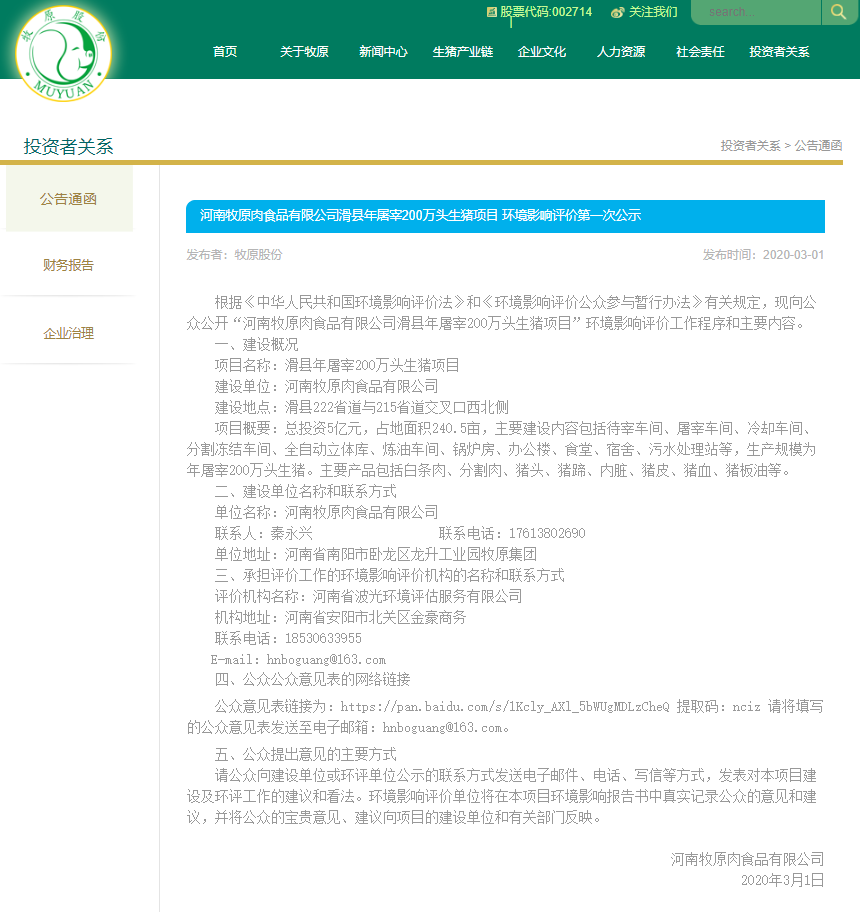 股票代码:002714
关注我们
search...
牧原股份
MUYUAN
首页
关于牧原
新闻中心
生猪产业链
企业文化
人力资源
社会责任
投资者关系
投资者关系
投资者关系 > 公告通函
公告通函
财务报告
企业治理
河南牧原肉食品有限公司滑县年屠宰200万头生猪项目 环境影响评价第一次公示
发布者：牧原股份
发布时间：2020-03-01
根据《中华人民共和国环境影响评价法》和《环境影响评价公众参与暂行办法》有关规定，现向公
众公开“河南牧原肉食品有限公司滑县年屠宰200万头生猪项目”环境影响评价工作程序和主要内容。
一、建设概况
项目名称：滑县年屠宰200万头生猪项目
建设单位：河南牧原肉食品有限公司
建设地点：滑县222省道与215省道交叉口西北侧
项目概要：总投资5亿元，占地面积240.5亩，主要建设内容包括待宰车间、屠宰车间、冷却车间、
分割冻结车间、全自动立体库、炼油车间、锅炉房、办公楼、食堂、宿舍、污水处理站等，生产规模为
年屠宰200万头生猪。主要产品包括白条肉、分割肉、猪头、猪蹄、内脏、猪皮、猪血、猪板油等。
二、建设单位名称和联系方式
单位名称：河南牧原肉食品有限公司
联系人：秦永兴 联系电话：17613802690
单位地址：河南省南阳市卧龙区龙升工业园牧原集团
三、承担评价工作的环境影响评价机构的名称和联系方式
评价机构名称：河南省波光环境评估服务有限公司
机构地址：河南省安阳市北关区金豪商务
联系电话：18530633955
E-mail：hnboguang@163.com
四、公众公众意见表的网络链接
公众意见表链接为：https://pan.baidu.com/s/1Kcly_AXl_5bWUgMDLzCheQ 提取码：nciz 请将填写
的公众意见表发送至电子邮箱：hnboguang@163.com。
五、公众提出意见的主要方式
请公众向建设单位或环评单位公示的联系方式发送电子邮件、电话、写信等方式，发表对本项目建
设及环评工作的建议和看法。环境影响评价单位将在本项目环境影响报告书中真实记录公众的意见和建
议，并将公众的宝贵意见、建议向项目的建设单位和有关部门反映。
河南牧原肉食品有限公司
2020年3月1日